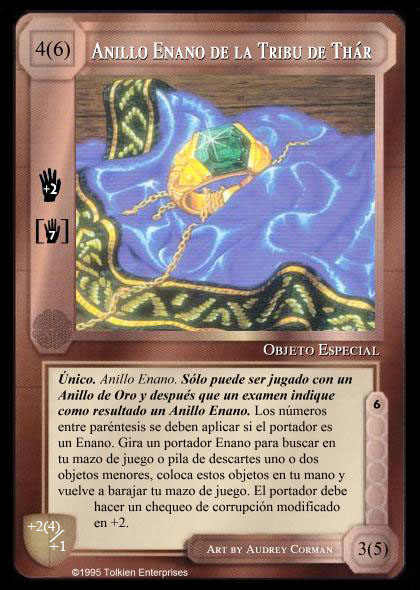 4(6)
Anillo Enano de la Tribu de Thár
+2
[7]
Objeto Especial
Único. Anillo Enano. Sólo puede ser jugado con un
Anillo de Oro y después que un examen indique
como resultado un Anillo Enano. Los números
entre paréntesis se deben aplicar si el portador es
un Enano. Gira un portador Enano para buscar en
tu mazo de juego o pila de descartes uno o dos
objetos menores, coloca estos objetos en tu mano y
vuelve a barajar tu mazo de juego. El portador debe
hacer un chequeo de corrupción modificado
en +2.
6
+2(4)/
+1
Art by Audrey Corman
3(5)
©1995 Tolkien Enterprises